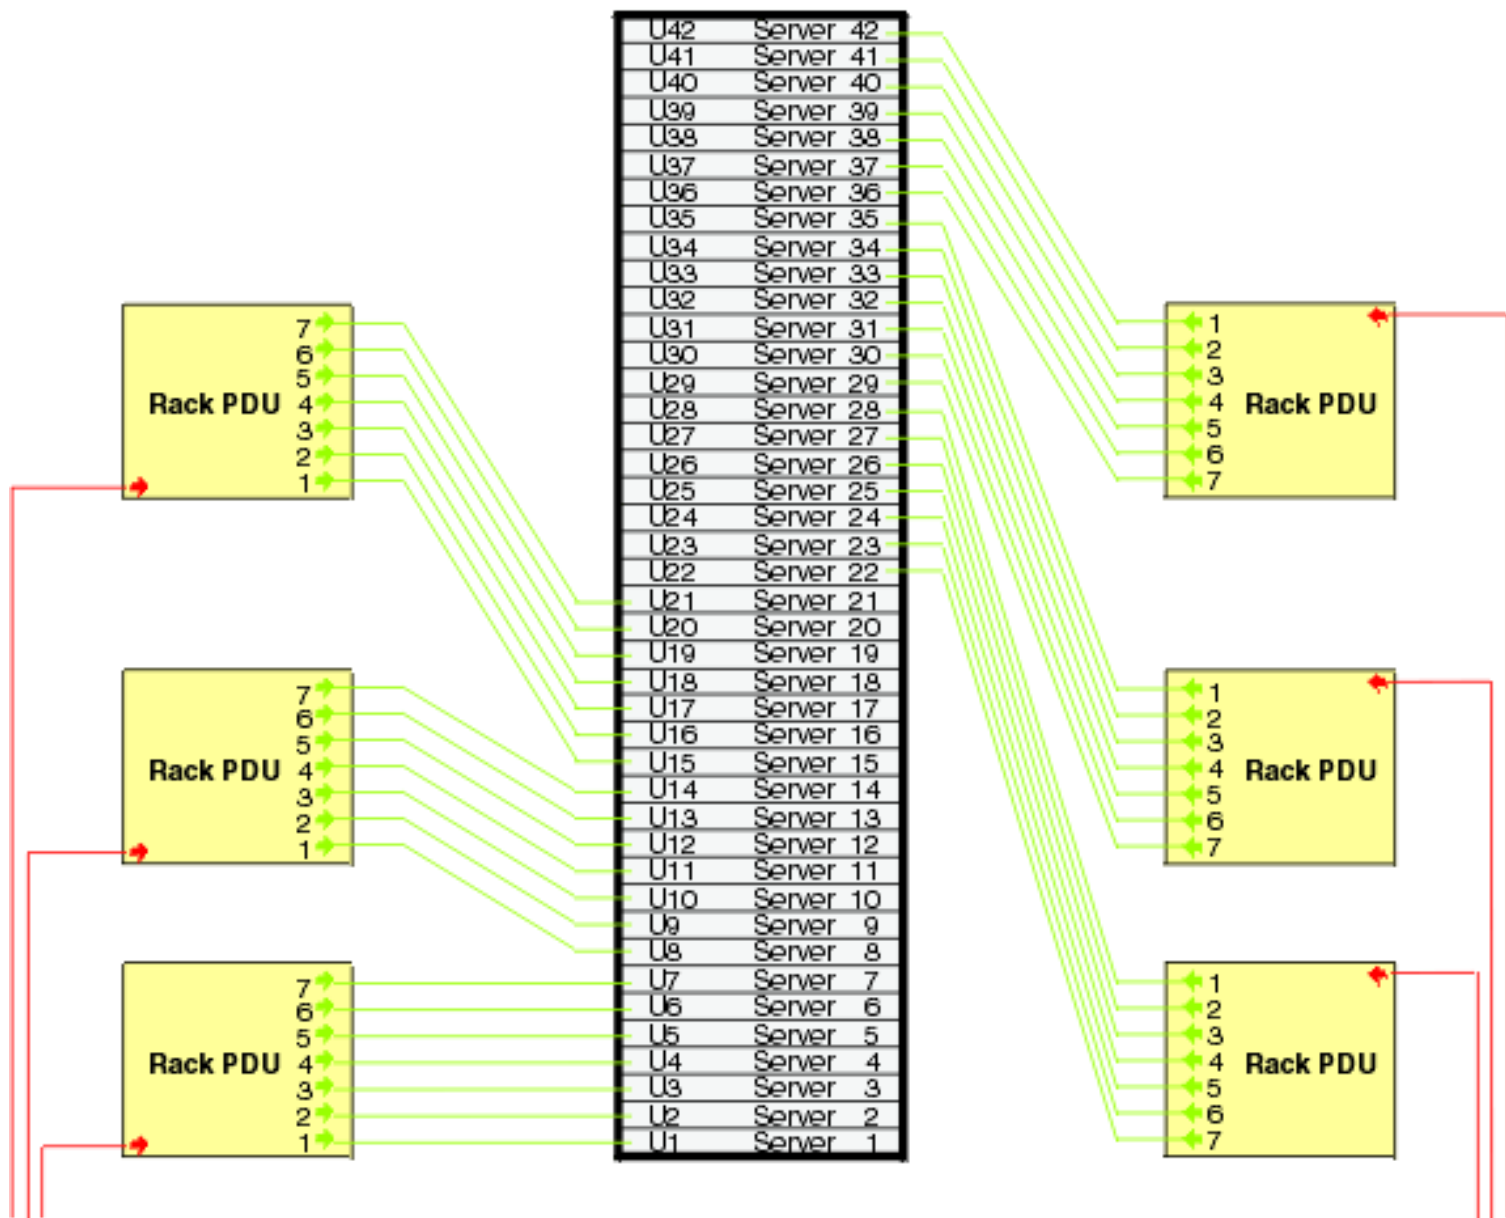 U42 Server 42
U41 Server 41
U40 Server 40
U39 Server 39
U38 Server 38
U37 Server 37
U36 Server 36
U35 Server 35
U34 Server 34
U33 Server 33
U32 Server 32
U31 Server 31
U30 Server 30
U29 Server 29
U28 Server 28
U27 Server 27
U26 Server 26
U25 Server 25
U24 Server 24
U23 Server 23
U22 Server 22
U21 Server 21
U20 Server 20
U19 Server 19
U18 Server 18
U17 Server 17
U16 Server 16
U15 Server 15
U14 Server 14
U13 Server 13
U12 Server 12
U11 Server 11
U10 Server 10
U9 Server 9
U8 Server 8
U7 Server 7
U6 Server 6
U5 Server 5
U4 Server 4
U3 Server 3
U2 Server 2
U1 Server 1
Rack PDU
7
6
5
4
3
2
1
Rack PDU
7
6
5
4
3
2
1
Rack PDU
7
6
5
4
3
2
1
1
2
3
4
5
6
7
Rack PDU
1
2
3
4
5
6
7
Rack PDU
1
2
3
4
5
6
7
Rack PDU